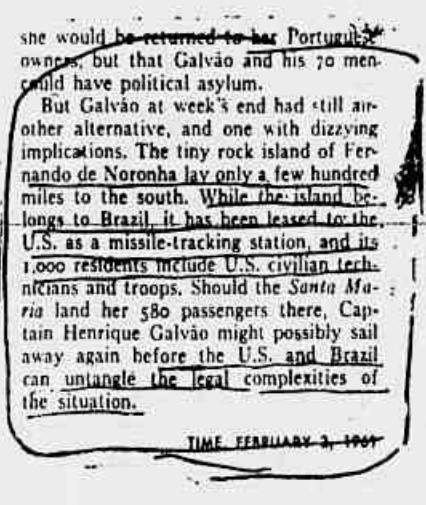 she would be returned to her Portuguese
owners, but that Galvão and his 70 men
could have political asylum.
But Galvão at week's end had still an-
other alternative, and one with dizzying
implications. The tiny rock island of Fer-
nando de Noronha lay only a few hundred
miles to the south. While the island be-
longs to Brazil, it has been leased to the
U.S. as a missile-tracking station, and its
1,000 residents include U.S. civilian tech-
nicians and troops. Should the Santa Ma-
ria land her 580 passengers there, Cap-
tain Henrique Galvão might possibly sail
away again before the U.S. and Brazil
can untangle the legal complexities of
the situation.
TIME, FEBRUARY 3, 1961